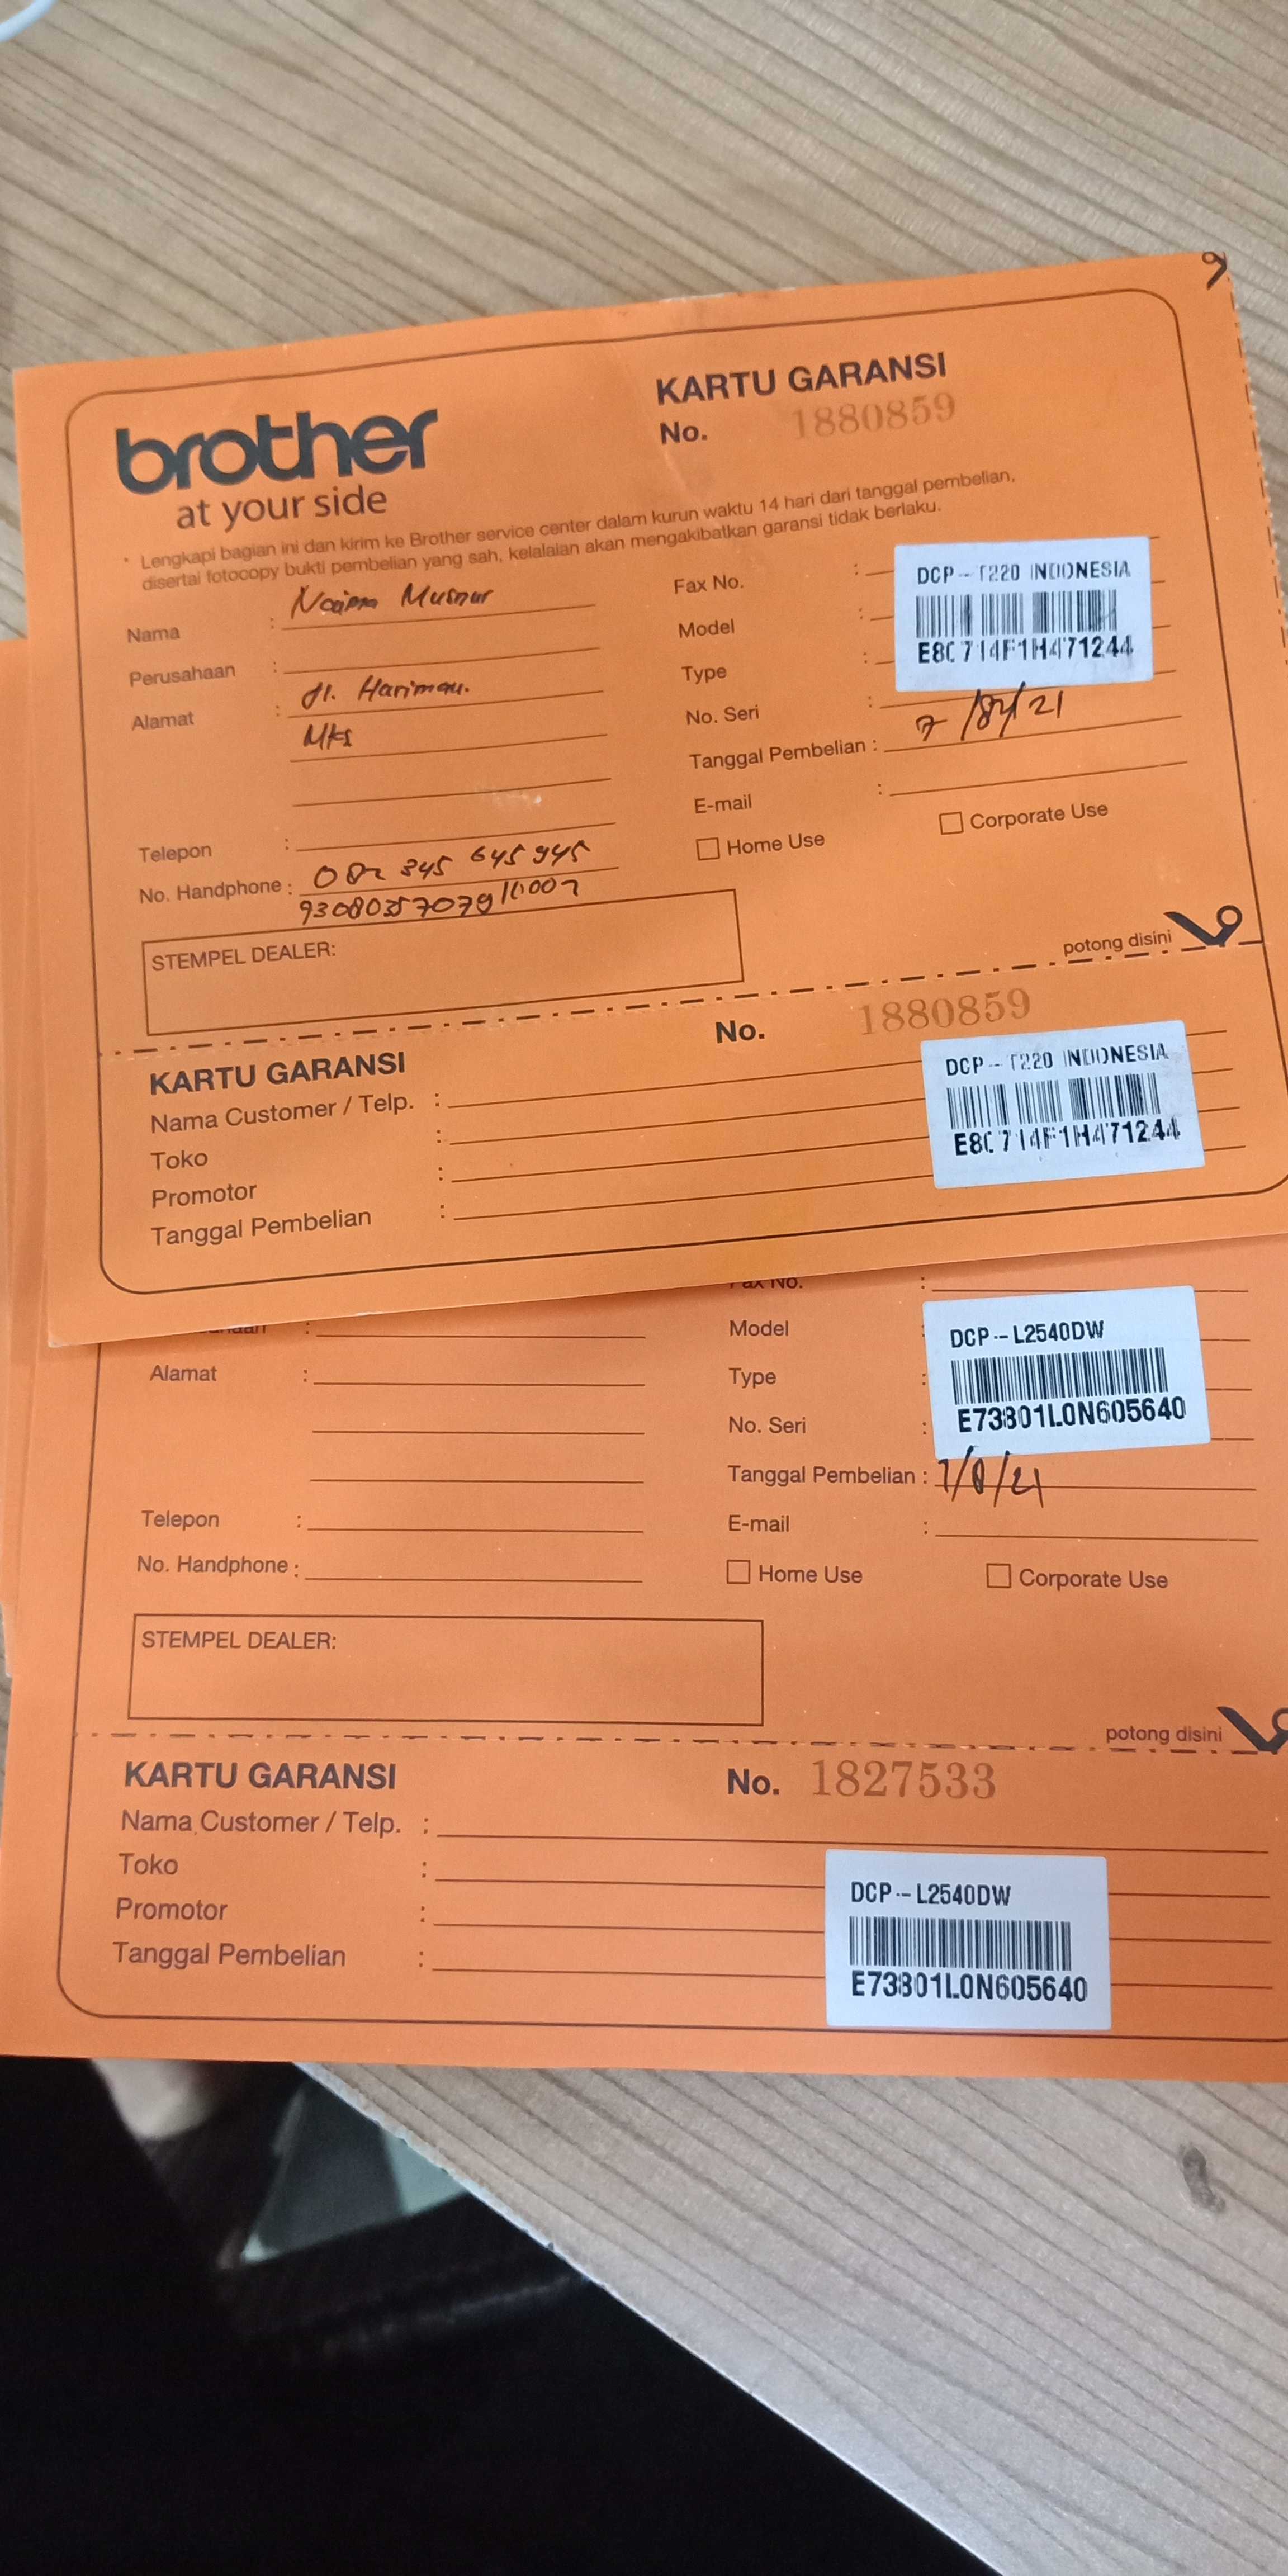 brother
at your side
KARTU GARANSI
No. 1880859
* Lengkapi bagian ini dan kirim ke Brother service center dalam kurun waktu 14 hari dari tanggal pembelian,
disertai fotocopy bukti pembelian yang sah, kelalaian akan mengakibatkan garansi tidak berlaku.
Nama :
Perusahaan :
Alamat : Jl. Harimau.
Mks
Telepon :
No. Handphone : 082 345 645 945
STEMPEL DEALER:
Fax No. :
Model :
Type :
No. Seri :
DCP - T220 INDONESIA
E80714F1H471244
Tanggal Pembelian :
E-mail :
Home Use
Corporate Use
potong disini
KARTU GARANSI
No. 1880859
Nama Customer / Telp. :
Toko :
Promotor :
Tanggal Pembelian :
DCP - T220 INDONESIA
E80714F1H471244
Fax No. :
Alamat :
Telepon :
No. Handphone :
STEMPEL DEALER:
Model :
Type :
No. Seri :
DCP - L2540DW
E73801L0N605640
Tanggal Pembelian : 7/8/21
E-mail :
Home Use
Corporate Use
potong disini
KARTU GARANSI
No. 1827533
Nama Customer / Telp. :
Toko :
Promotor :
Tanggal Pembelian :
DCP - L2540DW
E73801L0N605640